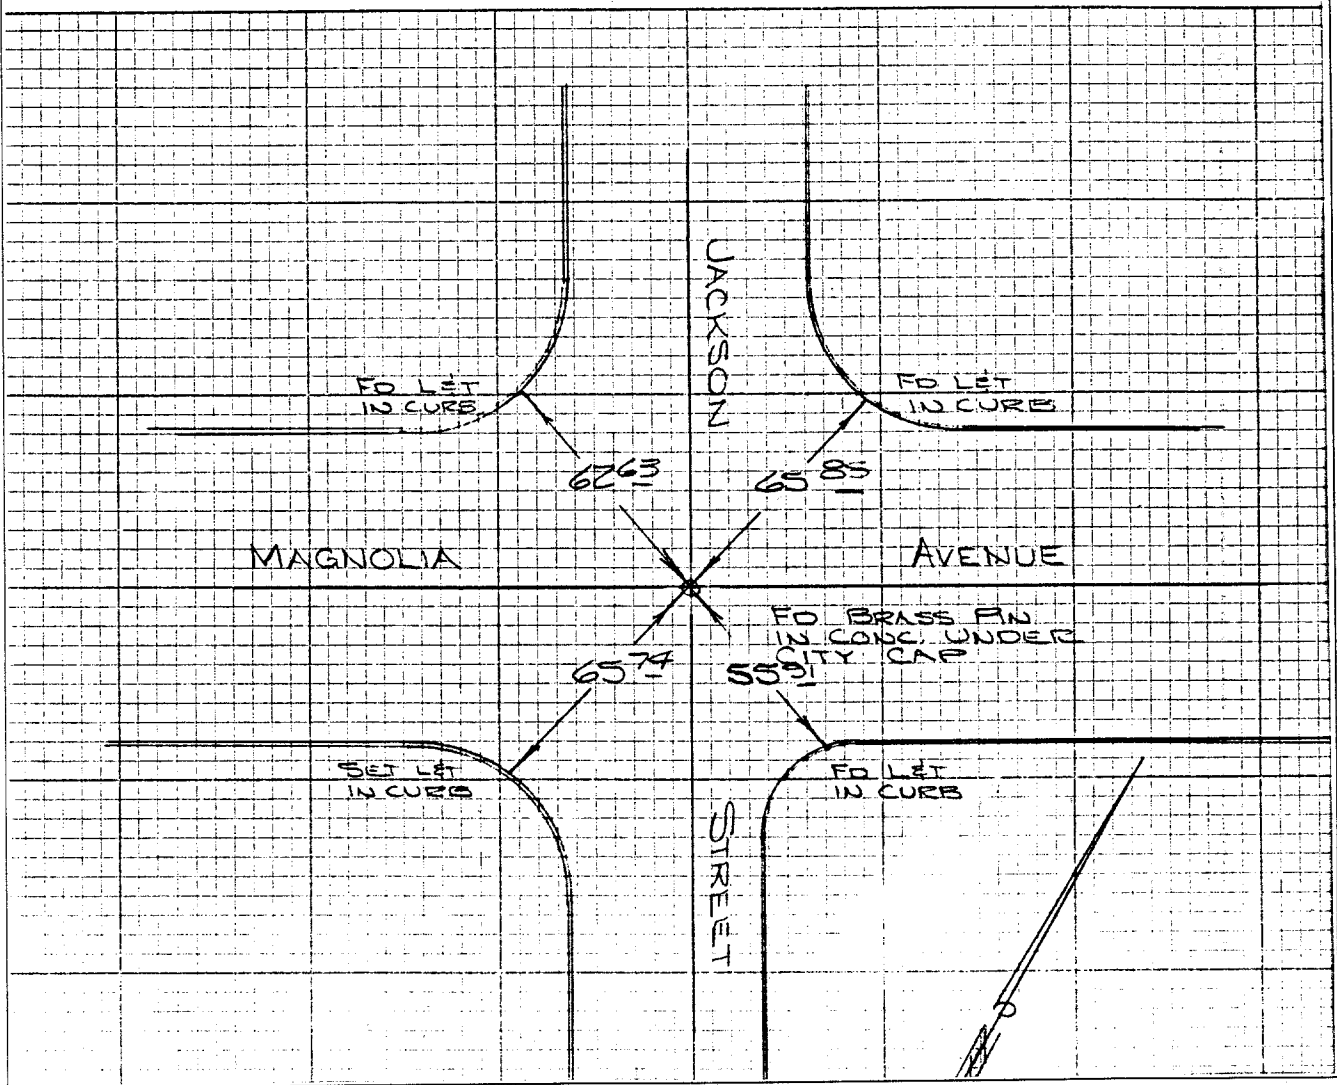 JACKSON
FD L&T
IN CURB
FD L&T
IN CURB
62 63
65 85
MAGNOLIA
AVENUE
FD BRASS PIN
IN CONC. UNDER
CITY CAP
65 74
55 91
SET L&T
IN CURB
FD L&T
IN CURB
STREET